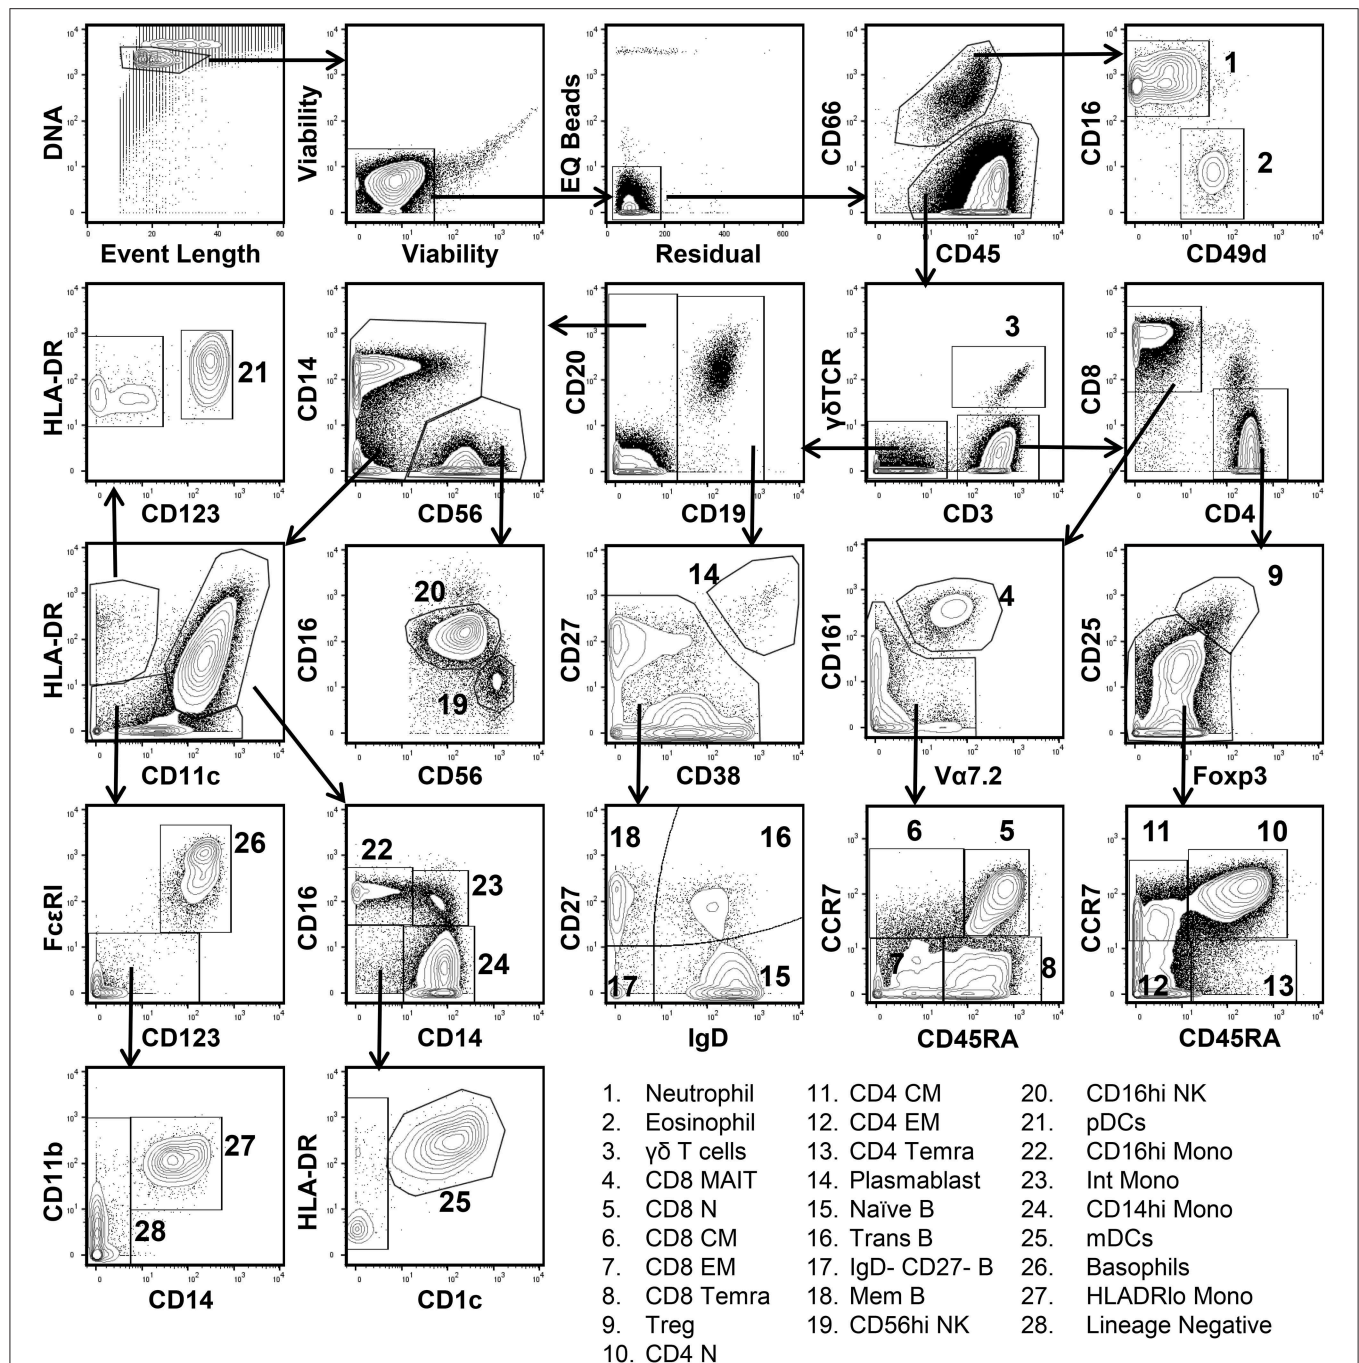 DNA
Event Length
Viability
Viability
EQ Beads
Residual
CD66
CD45
CD16
CD49d
1
2
HLA-DR
CD123
21
CD14
CD56
CD20
CD19
γδTCR
CD3
3
CD8
CD4
HLA-DR
CD11c
CD16
CD56
20
19
CD27
CD38
14
CD161
Vα7.2
4
CD25
Foxp3
9
FcεRI
CD123
26
CD16
CD14
22
23
24
CD27
IgD
18
16
17
15
CCR7
CD45RA
6
5
7
8
CCR7
CD45RA
11
10
12
13
CD11b
CD14
27
28
HLA-DR
CD1c
25
1. Neutrophil
2. Eosinophil
3. γδ T cells
4. CD8 MAIT
5. CD8 N
6. CD8 CM
7. CD8 EM
8. CD8 Temra
9. Treg
10. CD4 N
11. CD4 CM
12. CD4 EM
13. CD4 Temra
14. Plasmablast
15. Naïve B
16. Trans B
17. IgD- CD27- B
18. Mem B
19. CD56hi NK
20. CD16hi NK
21. pDCs
22. CD16hi Mono
23. Int Mono
24. CD14hi Mono
25. mDCs
26. Basophils
27. HLADRlo Mono
28. Lineage Negative